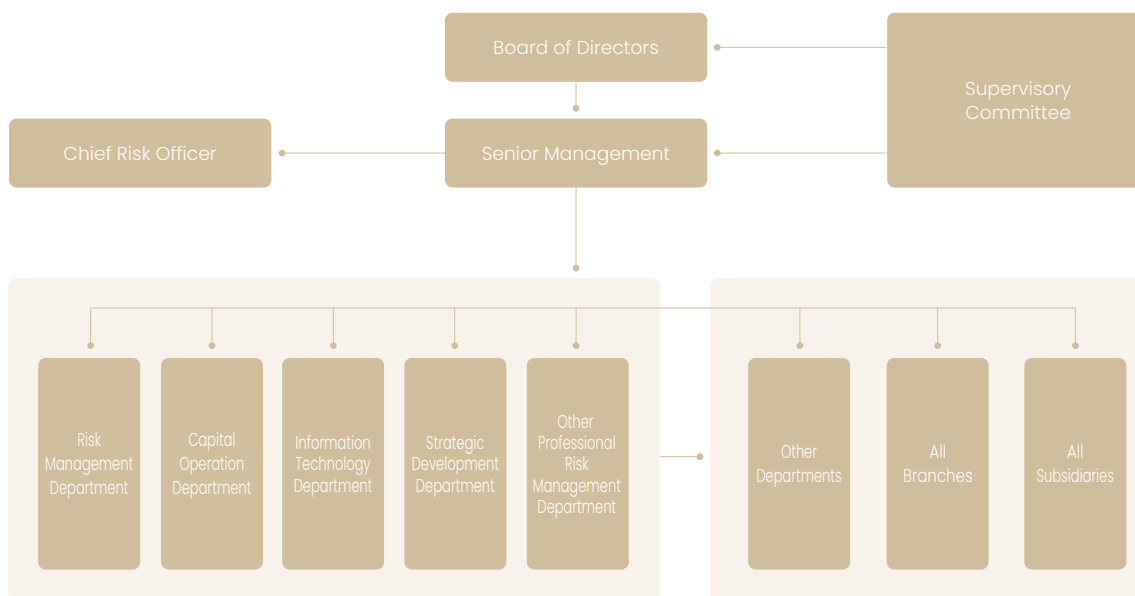 Board of Directors
Supervisory
Committee
Chief Risk Officer
Senior Management
Risk
Management
Department
Capital
Operation
Department
Information
Technology
Department
Strategic
Development
Department
Other
Professional
Risk
Management
Department
Other
Departments
All
Branches
All
Subsidiaries